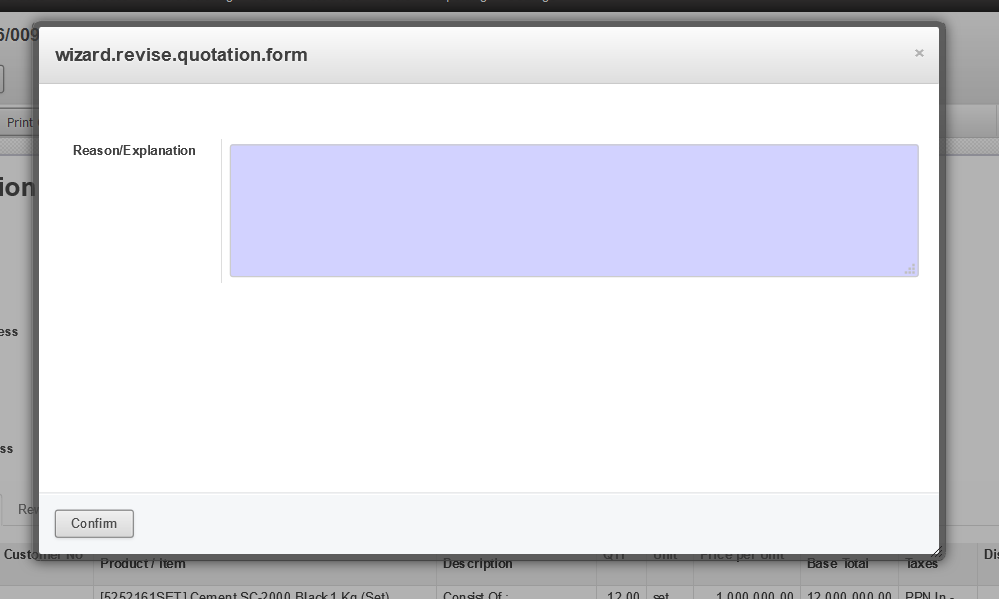 6/009
wizard.revise.quotation.form
×
Print
Reason/Explanation
ion
ess
ss
Rev
Confirm
Customer No
Product / Item
Description
QTY
Unit
Price per Unit
Base Total
Taxes
Dis
[5252161SET] Cement SC-2000 Black 1 Kg (Set)
Consist Of :
12.00
set
1,000,000.00
12,000,000.00
PPN In -